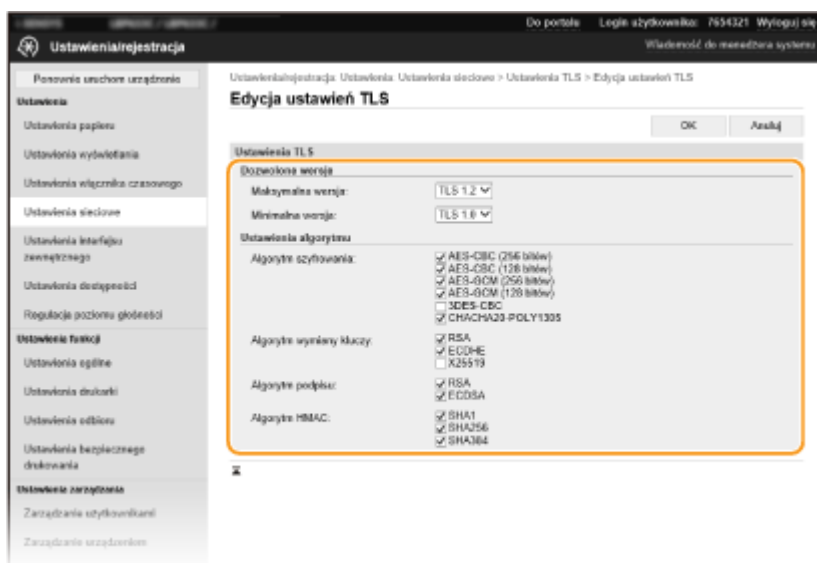 Do portalu Login użytkownika: 7654321 Wyloguj się
Ustawienia/rejestracja
Wiadomość do menedżera systemu
Ponownie uruchom urządzenie
Ustawienia
Ustawienia papieru
Ustawienia wyświetlania
Ustawienia włącznika czasowego
Ustawienia sieciowe
Ustawienia interfejsu
zewnętrznego
Ustawienia dostępności
Regulacja poziomu głośności
Ustawienia funkcji
Ustawienia ogólne
Ustawienia drukarki
Ustawienia odbioru
Ustawienia bezpiecznego
drukowania
Ustawienia zarządzania
Zarządzanie użytkownikami
Zarządzanie urządzeniem
Ustawienia/rejestracja: Ustawienia: Ustawienia sieciowe > Ustawienia TLS > Edycja ustawień TLS
Edycja ustawień TLS
OK Anuluj
Ustawienia TLS
Dozwolone wersje
Maksymalna wersja: TLS 1.2
Minimalna wersja: TLS 1.0
Ustawienia algorytmu
Algorytm szyfrowania: AES-CBC (256 bitów)
AES-CBC (128 bitów)
AES-GCM (256 bitów)
AES-GCM (128 bitów)
3DES-CBC
CHACHA20-POLY1305
Algorytm wymiany kluczy: RSA
ECDHE
X25519
Algorytm podpisu: RSA
ECDSA
Algorytm HMAC: SHA1
SHA256
SHA384